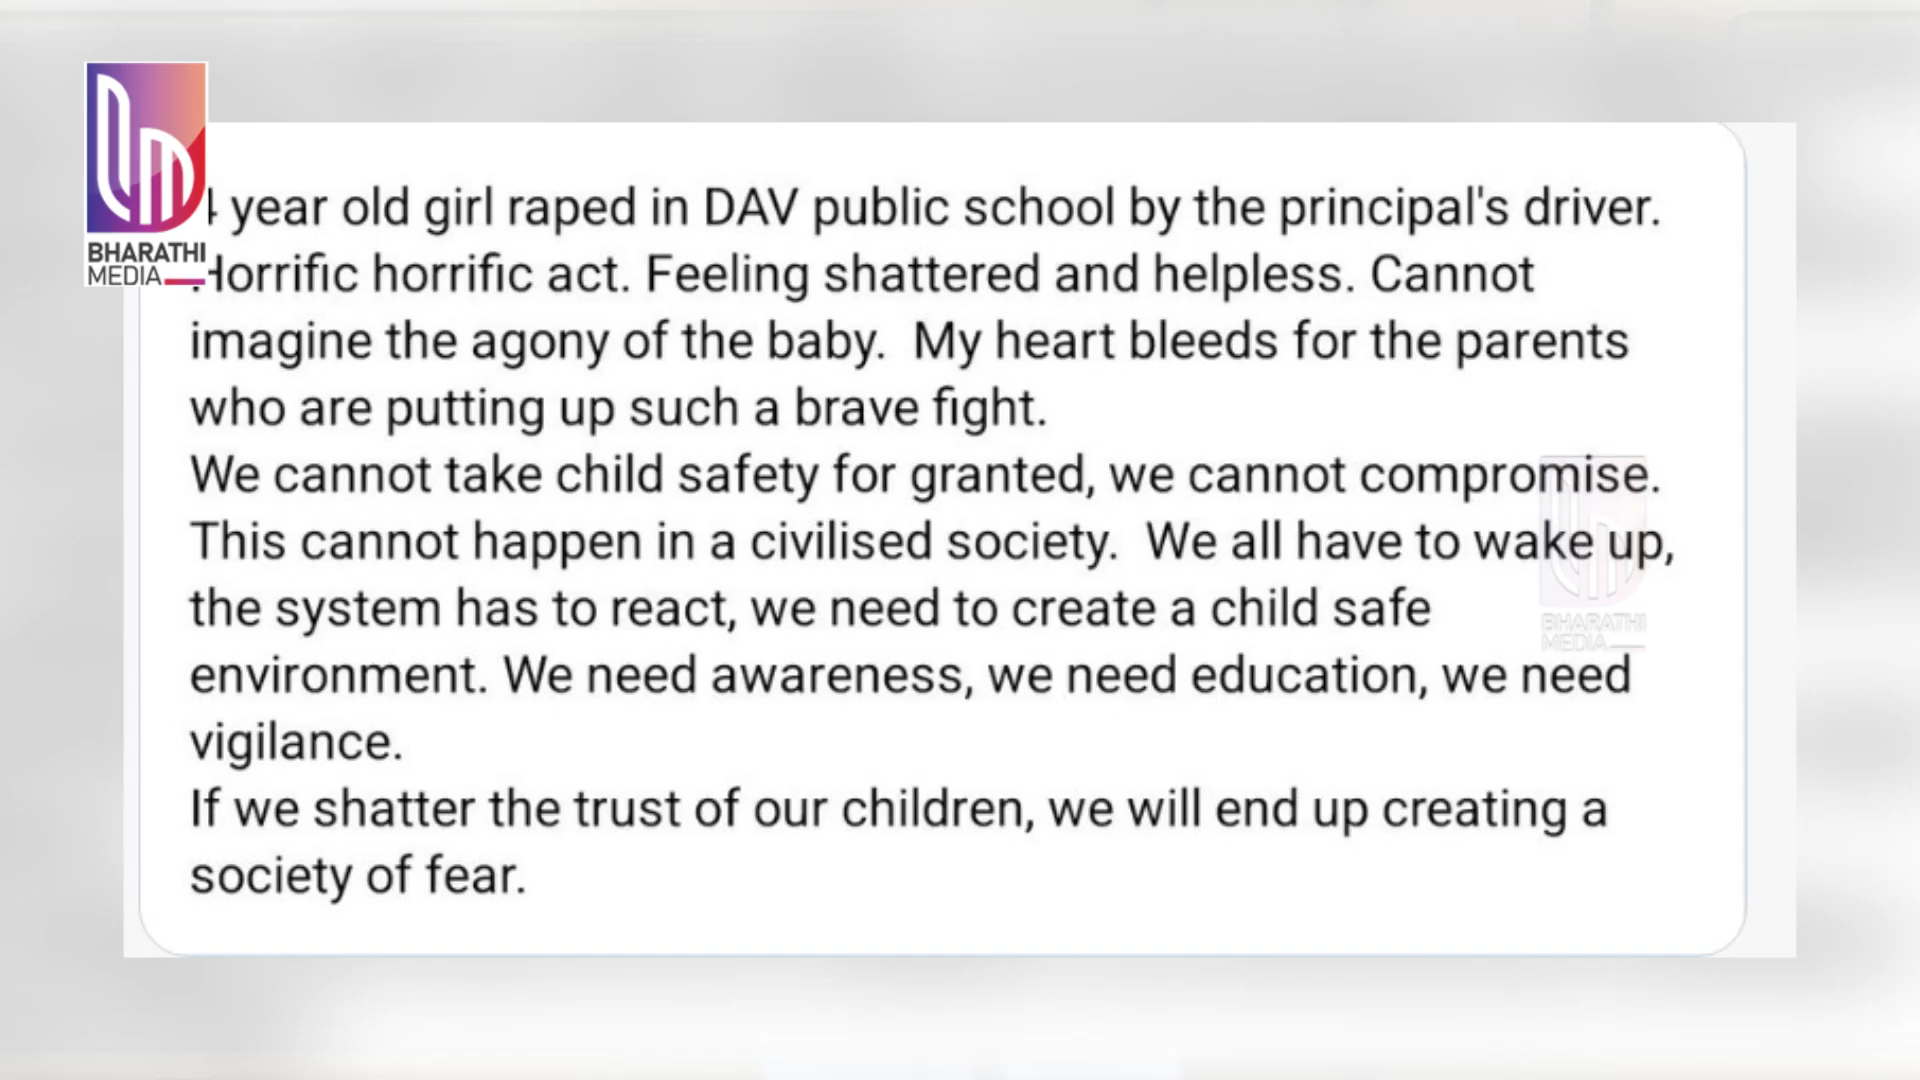 BHARATHI
MEDIA
4 year old girl raped in DAV public school by the principal's driver.
Horrific horrific act. Feeling shattered and helpless. Cannot
imagine the agony of the baby.  My heart bleeds for the parents
who are putting up such a brave fight.
We cannot take child safety for granted, we cannot compromise.
This cannot happen in a civilised society.  We all have to wake up,
the system has to react, we need to create a child safe
environment. We need awareness, we need education, we need
vigilance.
If we shatter the trust of our children, we will end up creating a
society of fear.
BHARATHI
MEDIA